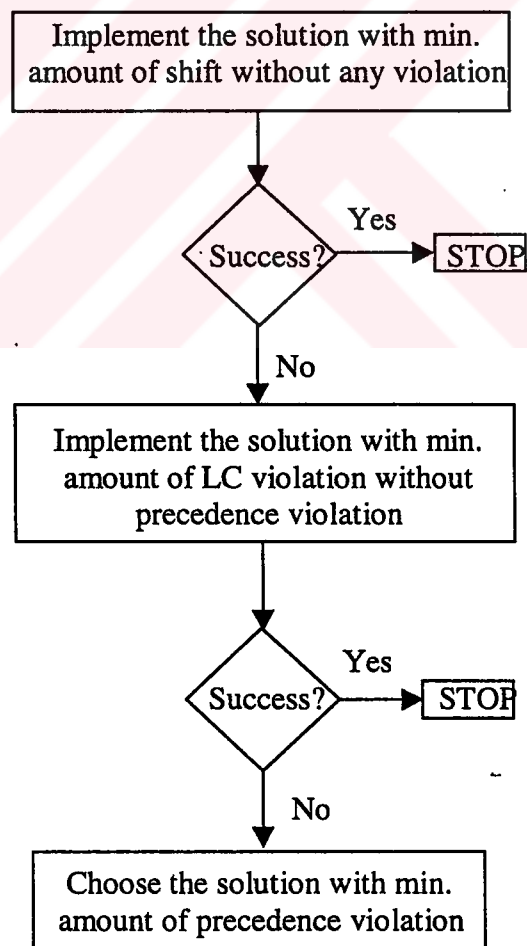 Implement the solution with min.
amount of shift without any violation
Yes
Success?
STOP
No
Implement the solution with min.
amount of LC violation without
precedence violation
Yes
Success?
STOP
No
Choose the solution with min.
amount of precedence violation